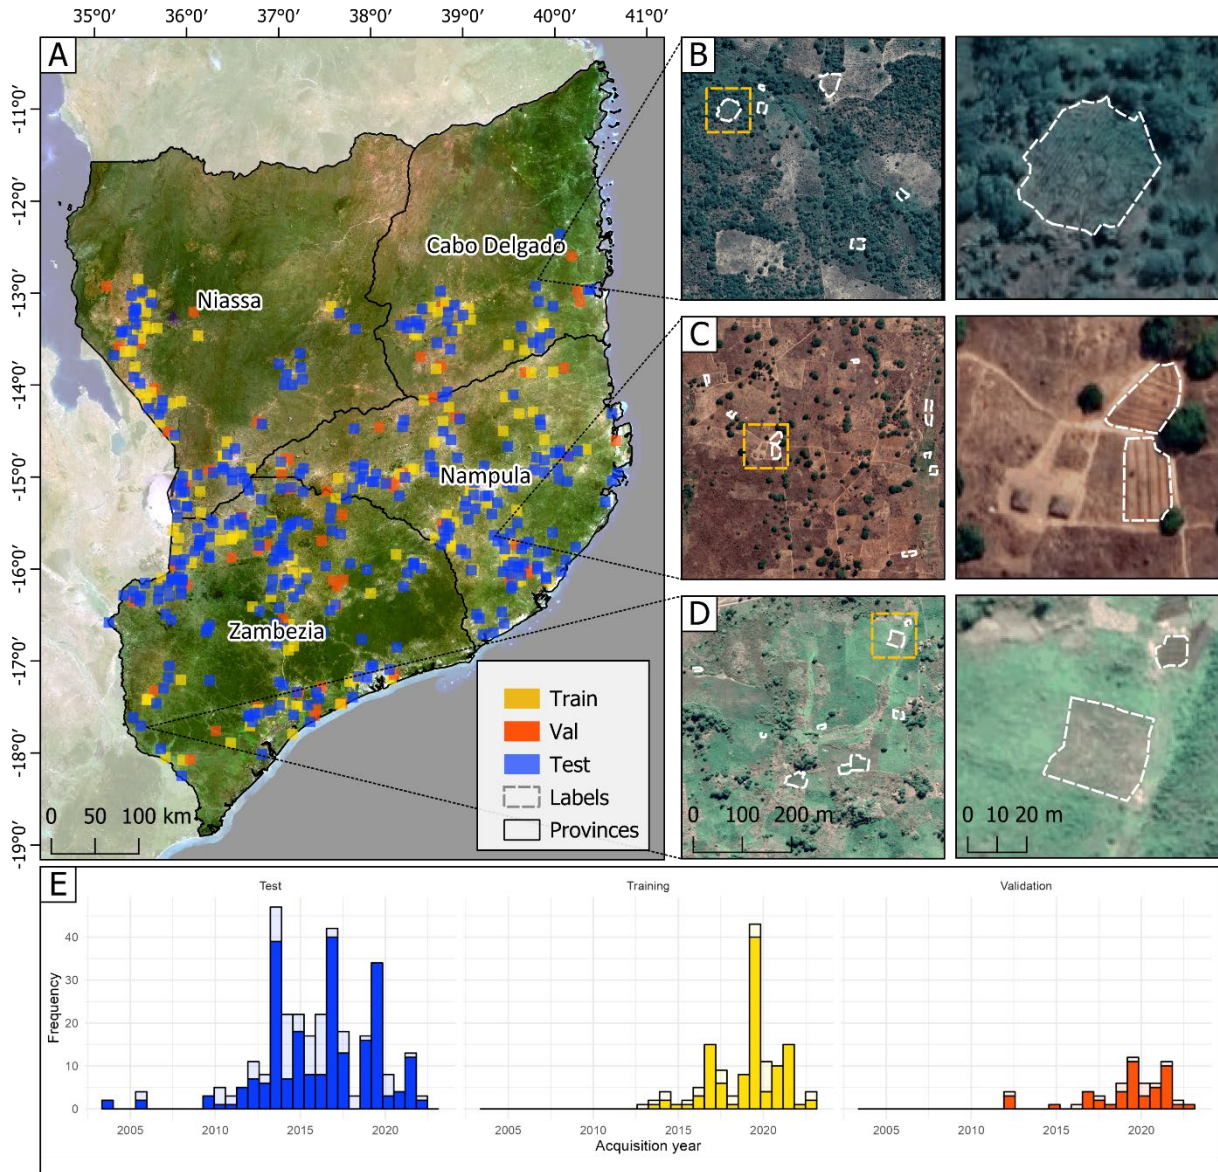 35°0′ 36°0′ 37°0′ 38°0′ 39°0′ 40°0′ 41°0′
A
B
-11°0′
-12°0′
Cabo Delgado
-13°0′
Niassa
C
-14°0′
-15°0′
Nampula
-16°0′
D
Zambezia
-17°0′
Train
Val
Test
Labels
Provinces
-18°0′
0 50 100 km
-19°0′
0 100 200 m
0 10 20 m
E
Test Training Validation
Frequency
40
30
20
10
0
2005 2010 2015 2020 2005 2010 2015 2020 2005 2010 2015 2020
Acquisition year